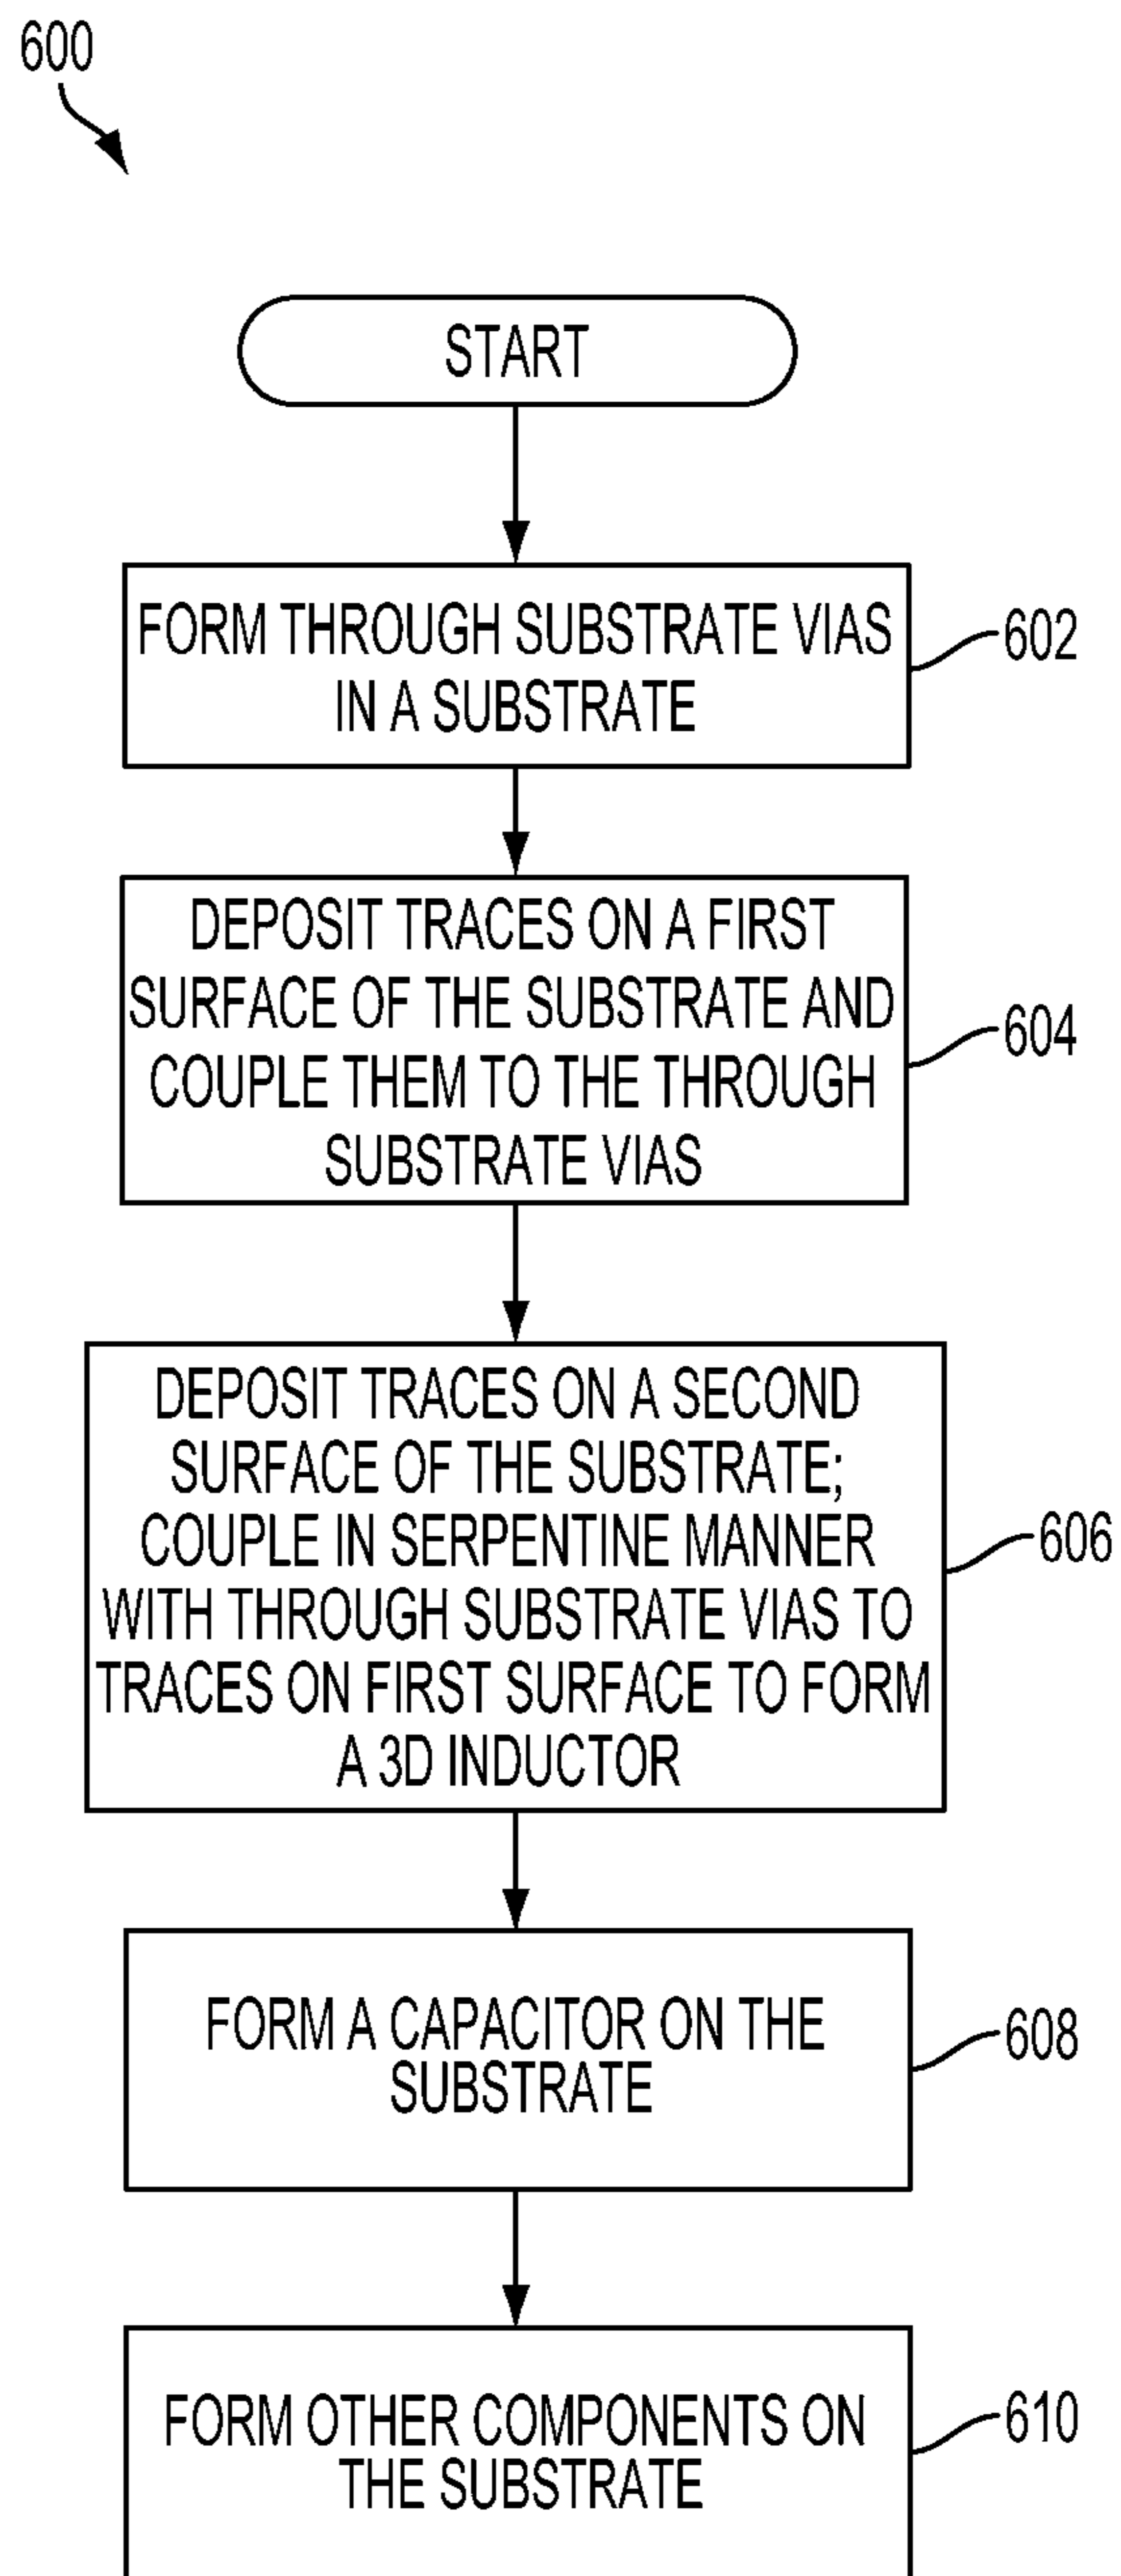 600
START
FORM THROUGH SUBSTRATE VIAS
IN A SUBSTRATE
602
DEPOSIT TRACES ON A FIRST
SURFACE OF THE SUBSTRATE AND
COUPLE THEM TO THE THROUGH
SUBSTRATE VIAS
604
DEPOSIT TRACES ON A SECOND
SURFACE OF THE SUBSTRATE;
COUPLE IN SERPENTINE MANNER
WITH THROUGH SUBSTRATE VIAS TO
TRACES ON FIRST SURFACE TO FORM
A 3D INDUCTOR
606
FORM A CAPACITOR ON THE
SUBSTRATE
608
FORM OTHER COMPONENTS ON
THE SUBSTRATE
610